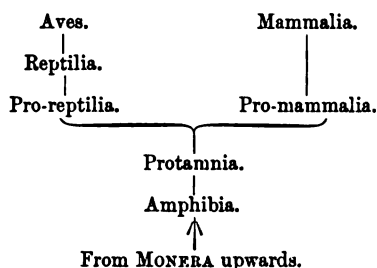 Aves. Mammalia.
Reptilia.
Pro-reptilia. Pro-mammalia.
Protamnia.
Amphibia.
From MONERA upwards.